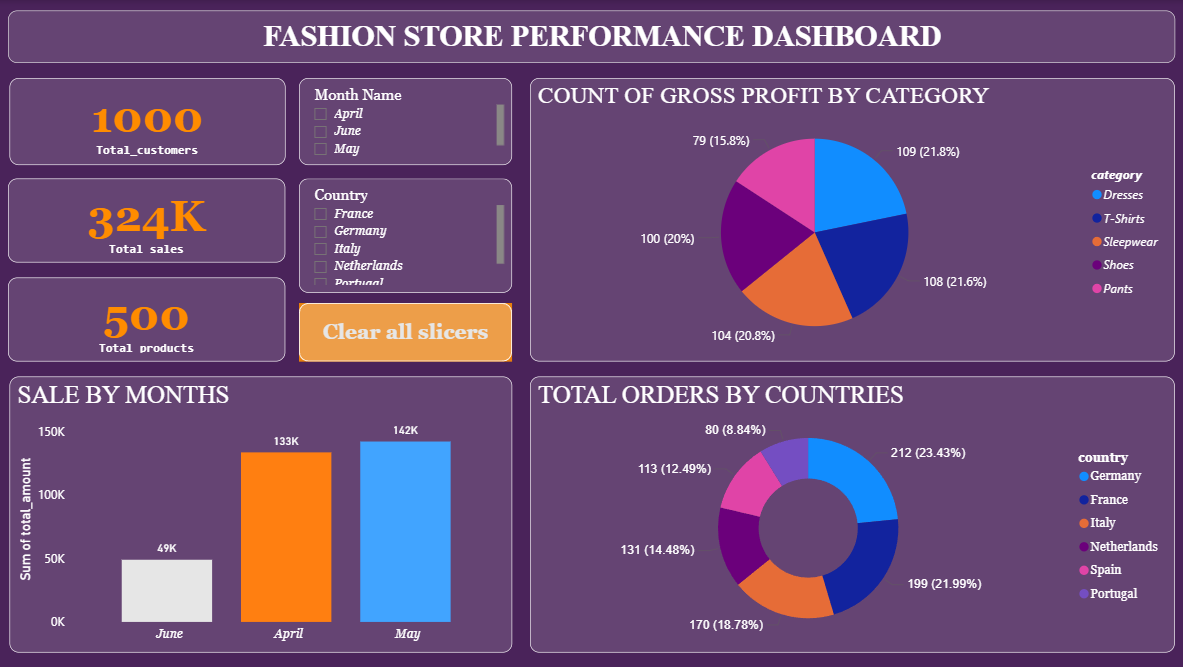 FASHION STORE PERFORMANCE DASHBOARD
1000
Total_customers
324K
Total sales
500
Total products
Month Name
April
June
May
Country
France
Germany
Italy
Netherlands
Portugal
Clear all slicers
COUNT OF GROSS PROFIT BY CATEGORY
79 (15.8%)
109 (21.8%)
100 (20%)
108 (21.6%)
104 (20.8%)
category
Dresses
T-Shirts
Sleepwear
Shoes
Pants
SALE BY MONTHS
Sum of total_amount
150K
100K
50K
0K
49K
133K
142K
June
April
May
TOTAL ORDERS BY COUNTRIES
80 (8.84%)
212 (23.43%)
113 (12.49%)
131 (14.48%)
199 (21.99%)
170 (18.78%)
country
Germany
France
Italy
Netherlands
Spain
Portugal